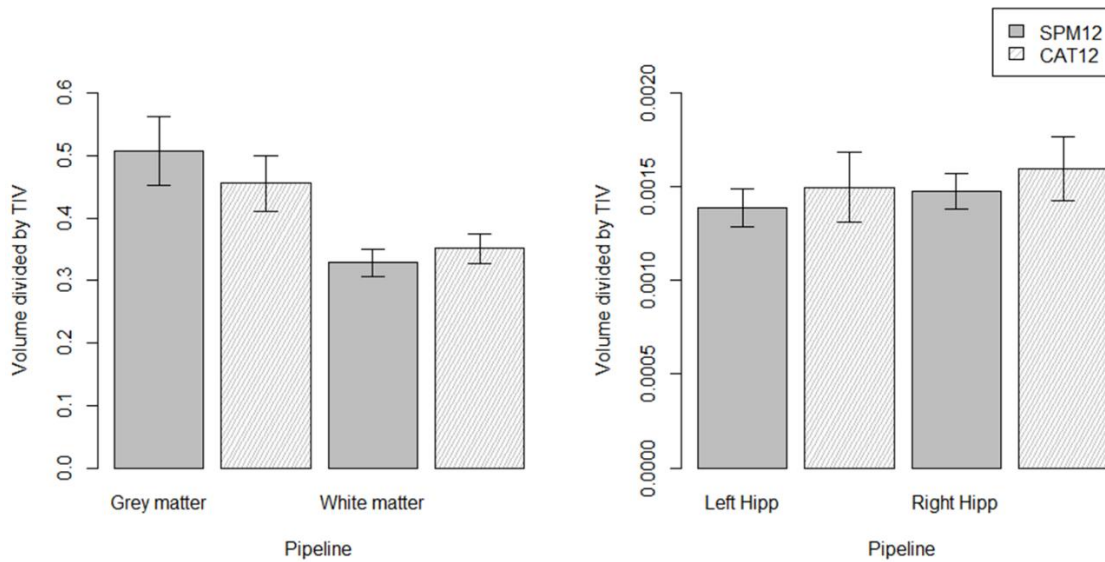 SPM12
CAT12
Volume divided by TIV
0.6
0.5
0.4
0.3
0.2
0.1
0.0
Grey matter White matter
Pipeline
Volume divided by TIV
0.0020
0.0015
0.0010
0.0005
0.0000
Left Hipp Right Hipp
Pipeline